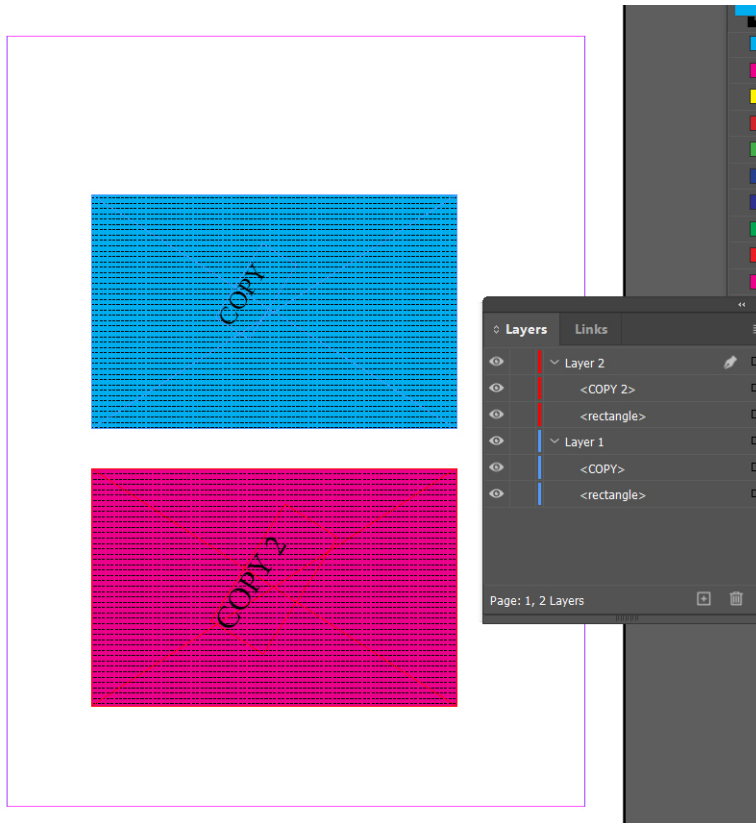 COPY
COPY 2
Layers
Links
Layer 2
<COPY 2>
<rectangle>
Layer 1
<COPY>
<rectangle>
Page: 1, 2 Layers